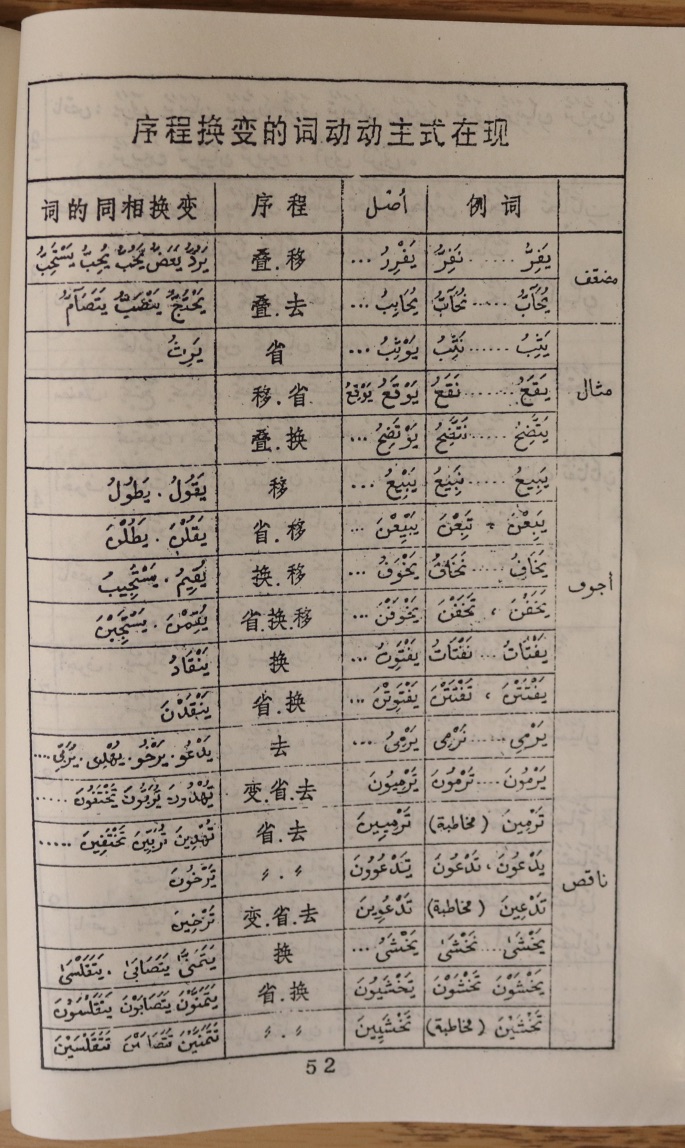 现在式主动动词的变换程序
词例 أصل 程序 变换相同的词
مضعّف يَفِرُّ ..... نَفِرُّ يَفْرِرُ ... 移.叠 يَرُدُّ يَعَضُّ يُحِبُّ يَسْتَحِبُّ
يُحَابُّ ..... نُحَابُّ يُحَابِبُ ... 去.叠 يَحْتَجُّ يَنْصَبُّ يَتَصَامُّ
مثال يَثِبُ ...... نَثِبُ يَوْثِبُ ... 省 يَرِثُ
يَقَعُ ...... نَقَعُ يَوْقَعُ يَوْقِعُ 省.移
يَتَّضِحُ ...... نَتَّضِحُ يَوْتَضِحُ ... 换.叠
أجوف يَبِيعُ ..... نَبِيعُ يَبْيِعُ ... 移 يَقُولُ . يَطُولُ
يَبِعْنَ ، تَبِعْنَ يَبْيِعْنَ ... 移.省 يَقُلْنَ . يَطُلْنَ
يَخَافُ ..... نَخَافُ يَخْوَفُ ... 移.换 يُقِيمُ . يَسْتَجِيبُ
يَخَفْنَ ، تَخَفْنَ يَخْوَفْنَ ... 移.换.省 يُقِمْنَ . يَسْتَجِبْنَ
يَفْتَاتُ ... نَفْتَاتُ يَفْتَوِتُ ... 换 يَنْقَادُ
يَفْتَتْنَ ، تَفْتَتْنَ يَفْتَوِتْنَ ... 换.省 يَنْقَدْنَ
ناقص يَرْمِي ..... نَرْمِي يَرْمِيُ ... 去 يَدْعُو . يَرْخُو . يُهْدِي . يُرَبِّي ....
يَرْمُونَ .... تَرْمُونَ يَرْمِيُونَ 去.省.变 يُهْدُونَ يُرَبُّونَ يَخْتَفُونَ .....
تَرْمِينَ (مخاطبة) تَرْمِيِينَ 去.省 تُهْدِينَ تُرَبِّينَ تَخْتَفِينَ .....
يَدْعُونَ ، تَدْعُونَ يَدْعُوُونَ 〃.〃 يَرْخُونَ
تَدْعِينَ (مخاطبة) تَدْعُوِينَ 去.省.变 تَرْخِينَ
يَخْشَى ... نَخْشَى يَخْشَيُ ... 换 يَتَمَنَّى يَتَصَابَى . يَتَقَلْسَى
يَخْشَوْنَ تَخْشَوْنَ يَخْشَيُونَ 换.省 يَتَمَنَّوْنَ يَتَصَابَوْنَ يَتَقَلْسَوْنَ
تَخْشَيْنَ (مخاطبة) تَخْشَيِينَ 〃.〃 تَتَمَنَّيْنَ تَتَصَابَيْنَ تَتَقَلْسَيْنَ
52